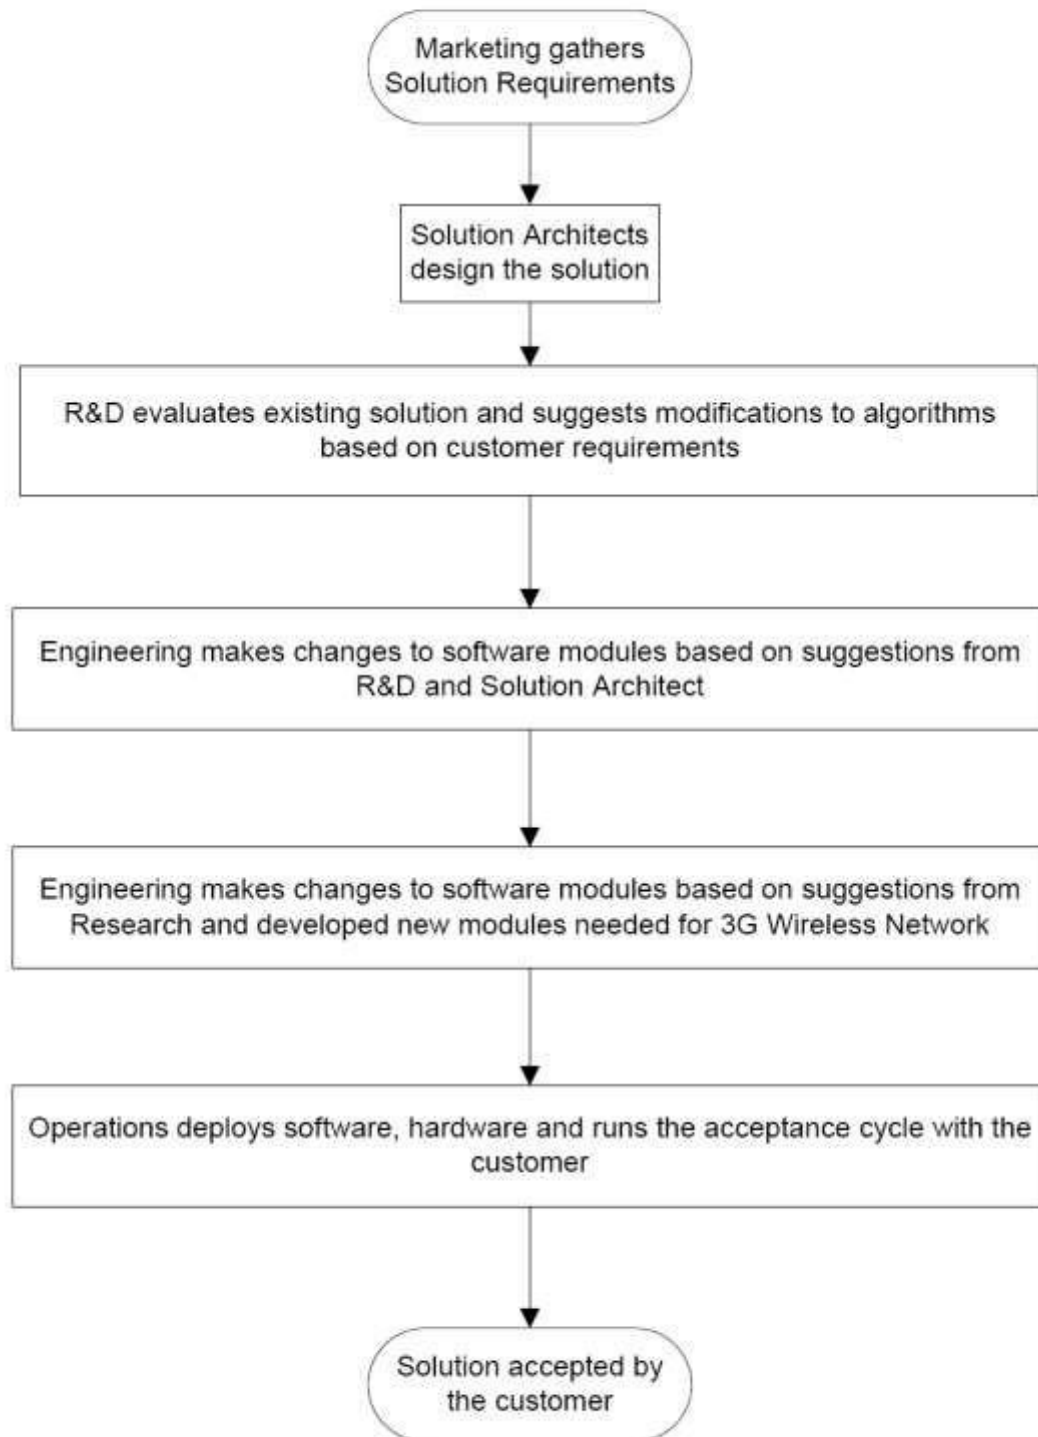 Marketing gathers
Solution Requirements
Solution Architects
design the solution
R&D evaluates existing solution and suggests modifications to algorithms
based on customer requirements
Engineering makes changes to software modules based on suggestions from
R&D and Solution Architect
Engineering makes changes to software modules based on suggestions from
Research and developed new modules needed for 3G Wireless Network
Operations deploys software, hardware and runs the acceptance cycle with the
customer
Solution accepted by
the customer